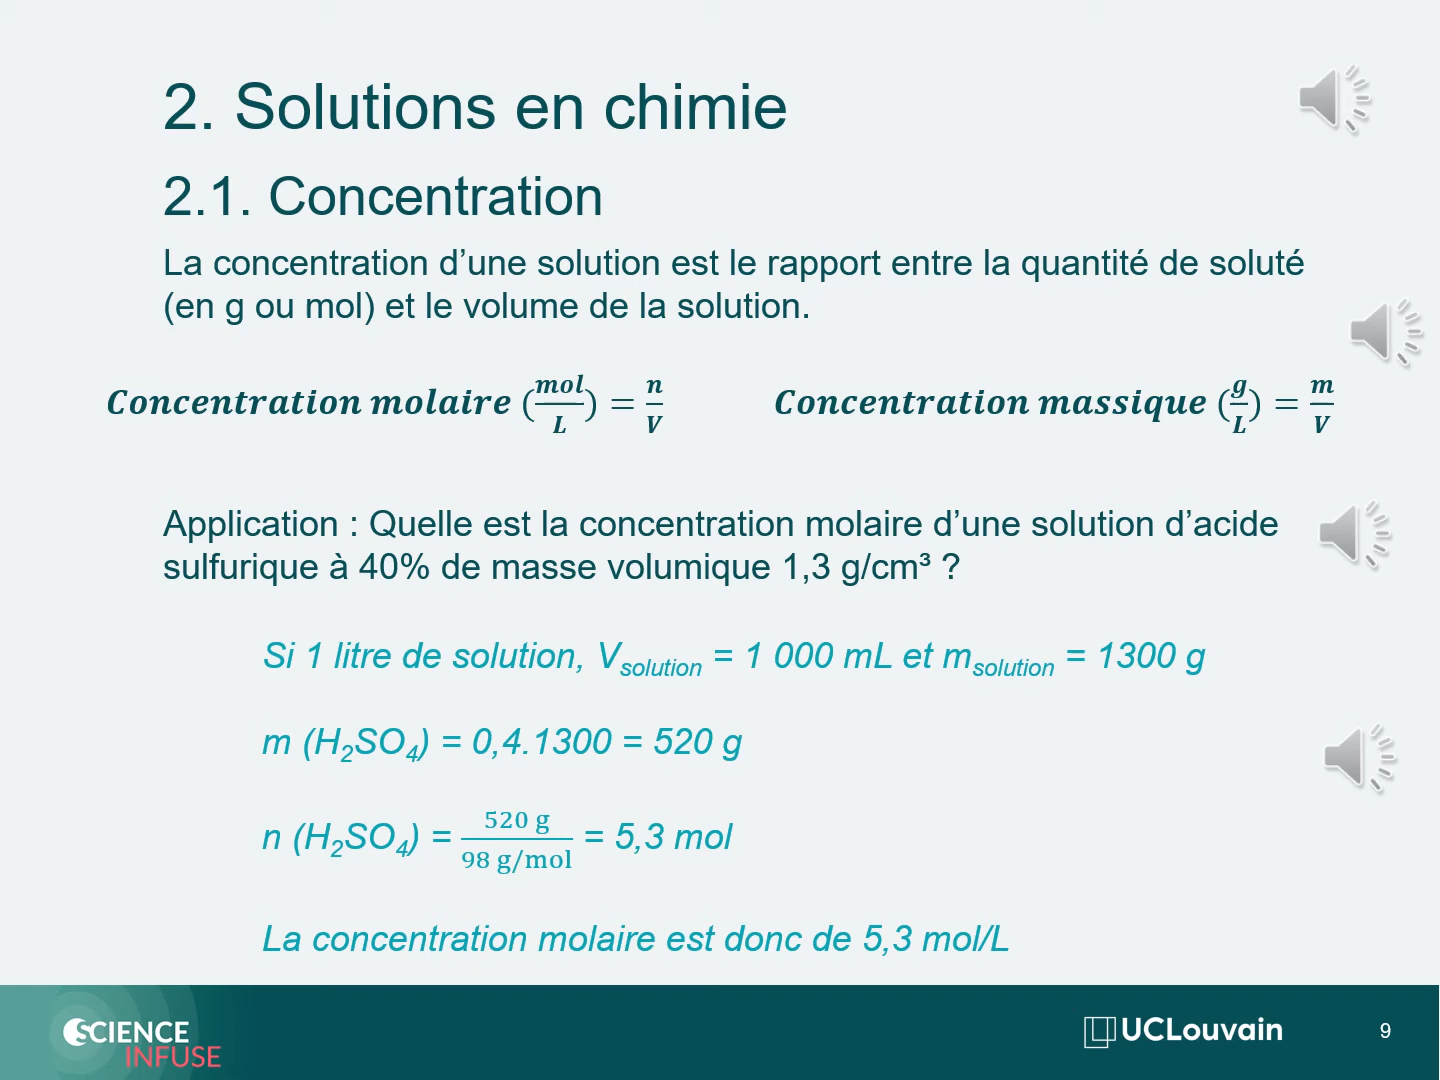 2. Solutions en chimie
2.1. Concentration
La concentration d’une solution est le rapport entre la quantité de soluté
(en g ou mol) et le volume de la solution.
Concentration molaire (mol/L) = n/V
Concentration massique (g/L) = m/V
Application : Quelle est la concentration molaire d’une solution d’acide
sulfurique à 40% de masse volumique 1,3 g/cm³ ?
Si 1 litre de solution, Vsolution = 1 000 mL et msolution = 1300 g
m (H₂SO₄) = 0,4.1300 = 520 g
n (H₂SO₄) = 520 g / 98 g/mol = 5,3 mol
La concentration molaire est donc de 5,3 mol/L
SCIENCE
INFUSE
UCLouvain
9